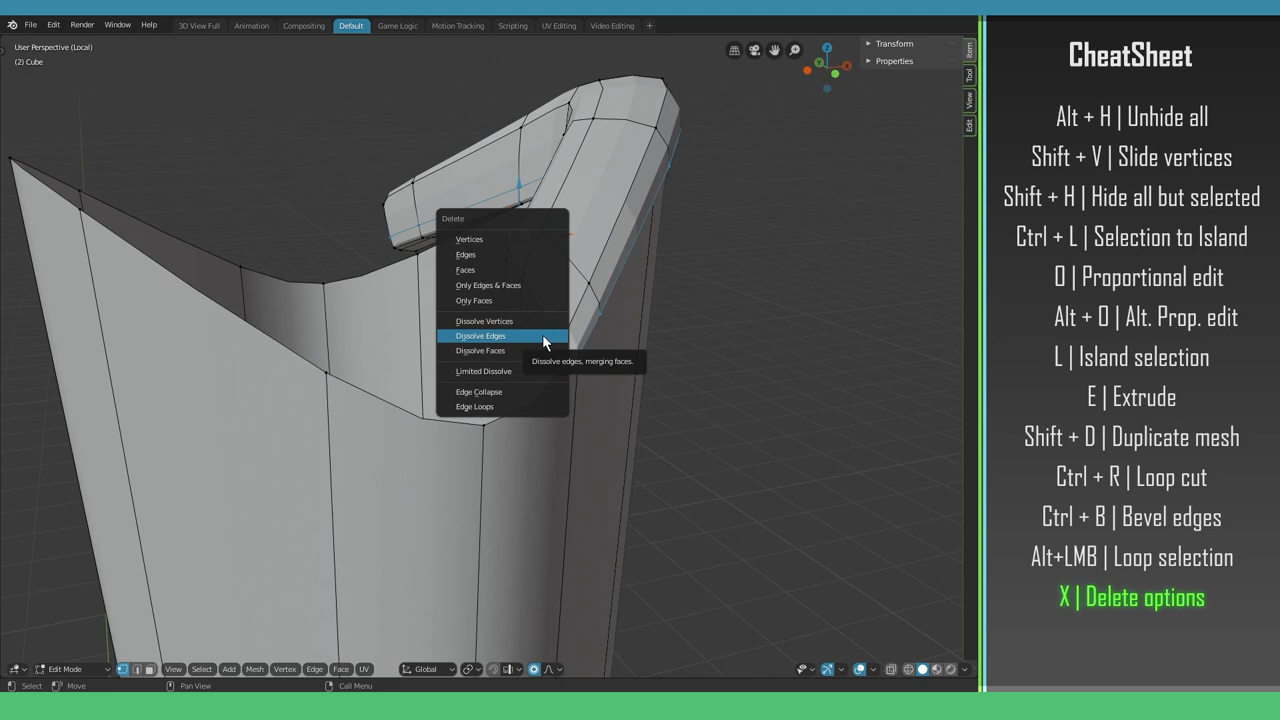 File Edit Render Window Help 3D View Full Animation Compositing Default Game Logic Motion Tracking Scripting UV Editing Video Editing +
User Perspective (Local)
(2) Cube
Transform
Properties
Z
Y
X
Item
Tool
View
Edit
Delete
Vertices
Edges
Faces
Only Edges & Faces
Only Faces
Dissolve Vertices
Dissolve Edges
Dissolve Faces
Limited Dissolve
Edge Collapse
Edge Loops
Dissolve edges, merging faces.
Edit Mode View Select Add Mesh Vertex Edge Face UV Global
Select Move Pan View Call Menu
CheatSheet
Alt + H | Unhide all
Shift + V | Slide vertices
Shift + H | Hide all but selected
Ctrl + L | Selection to Island
O | Proportional edit
Alt + O | Alt. Prop. edit
L | Island selection
E | Extrude
Shift + D | Duplicate mesh
Ctrl + R | Loop cut
Ctrl + B | Bevel edges
Alt+LMB | Loop selection
X | Delete options